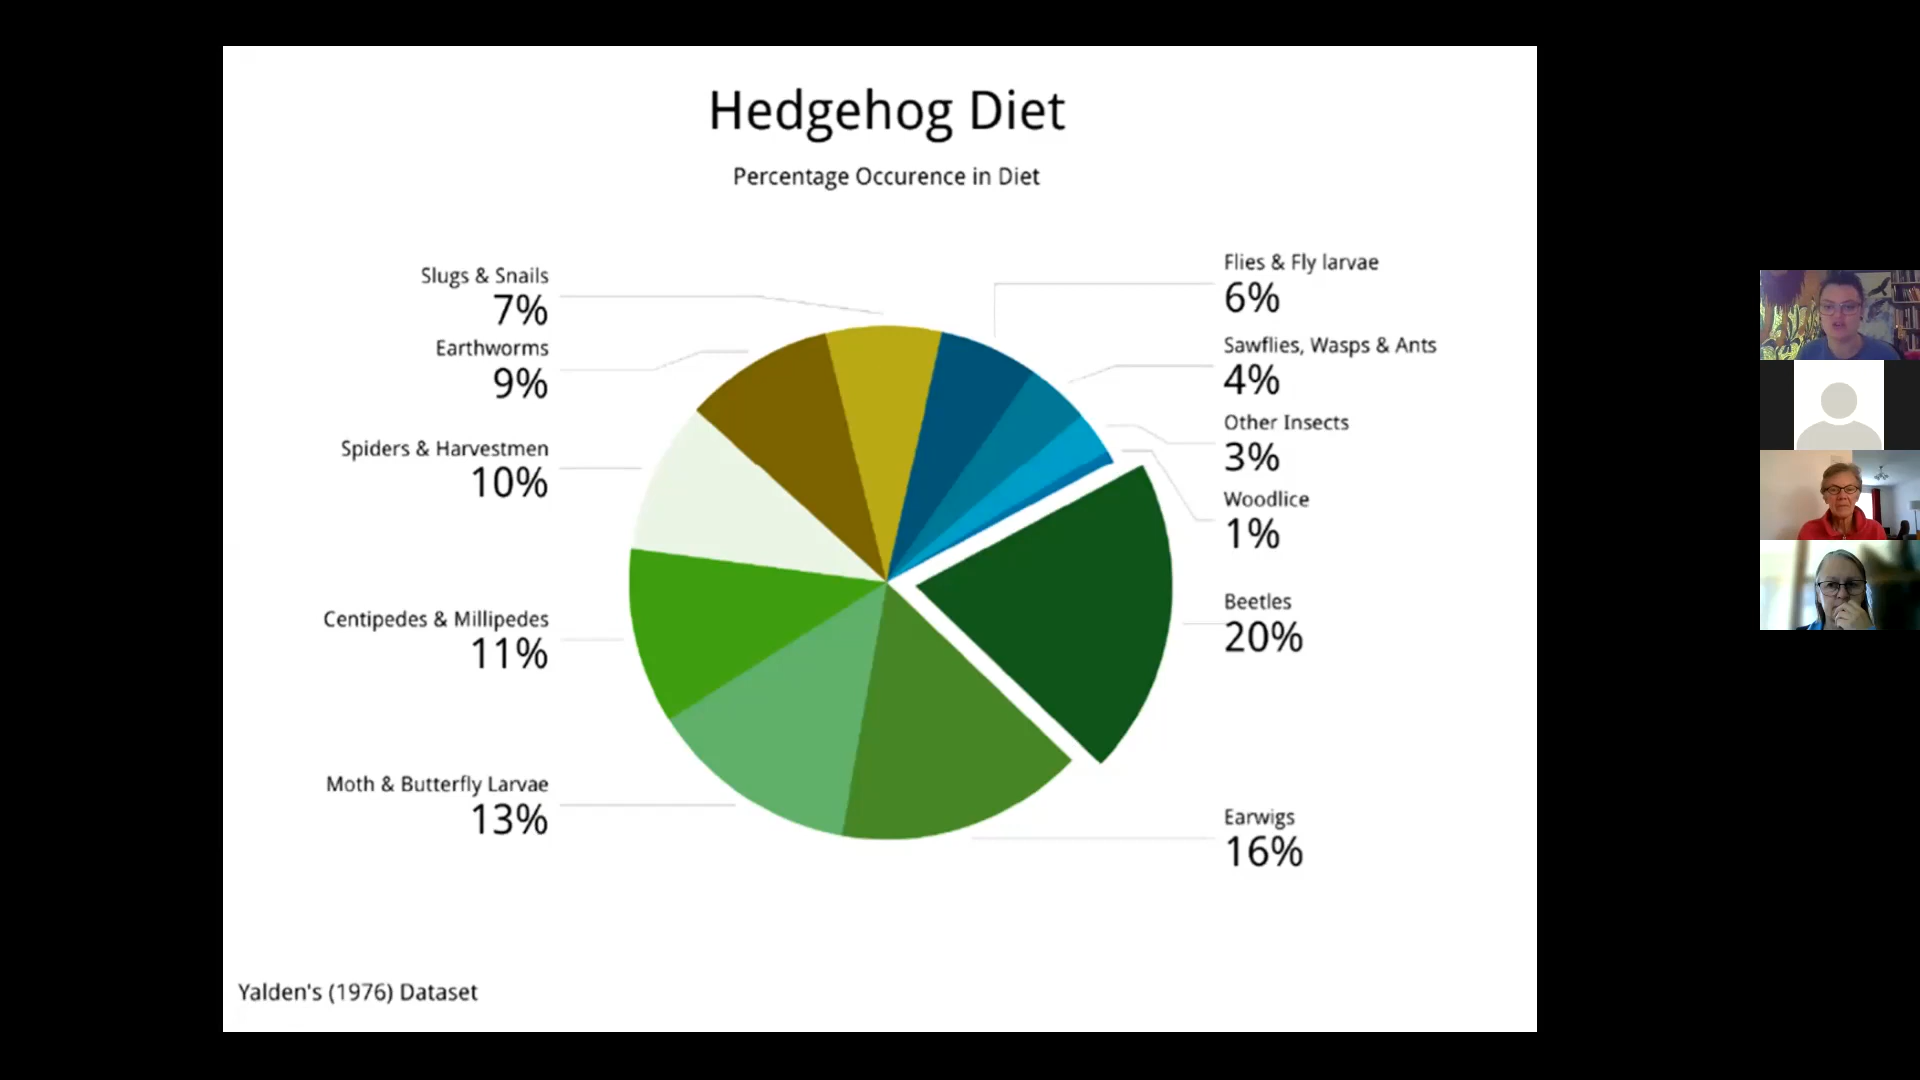 Hedgehog Diet
Percentage Occurence in Diet
Slugs & Snails
7%
Earthworms
9%
Spiders & Harvestmen
10%
Centipedes & Millipedes
11%
Moth & Butterfly Larvae
13%
Flies & Fly larvae
6%
Sawflies, Wasps & Ants
4%
Other Insects
3%
Woodlice
1%
Beetles
20%
Earwigs
16%
Yalden's (1976) Dataset